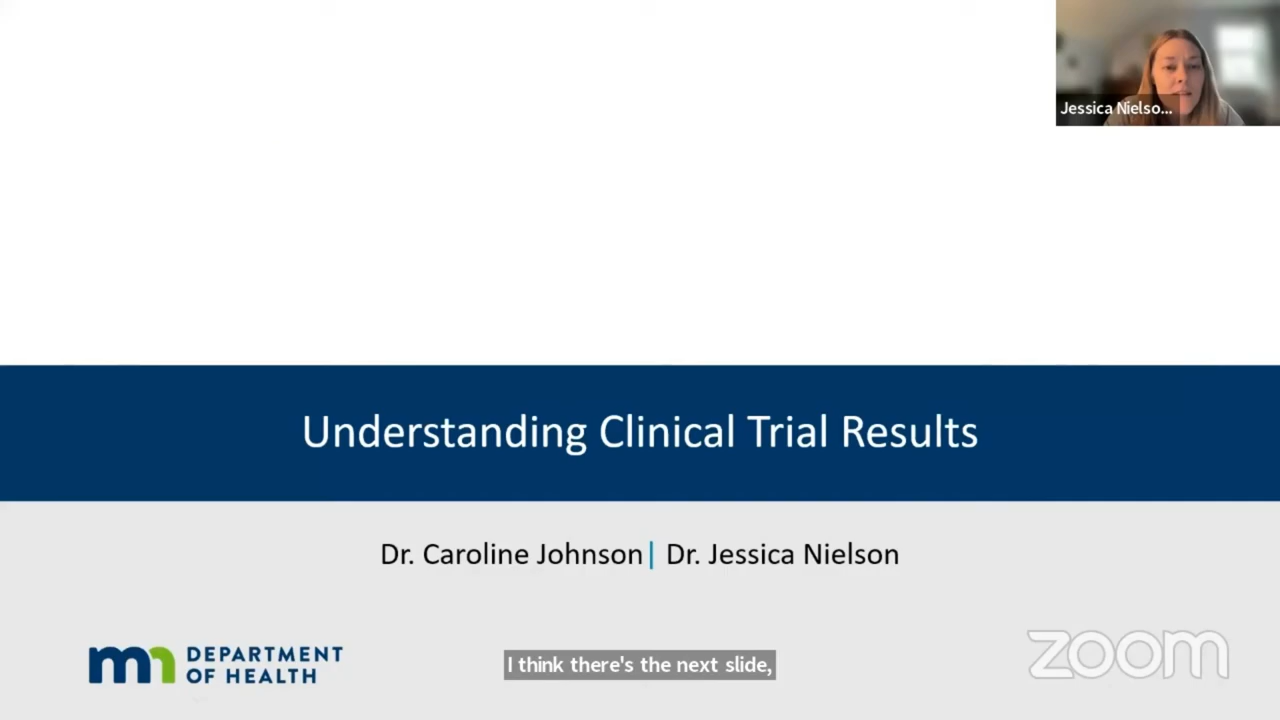 Jessica Nielso...
Understanding Clinical Trial Results
Dr. Caroline Johnson| Dr. Jessica Nielson
mn DEPARTMENT
OF HEALTH
I think there's the next slide,
zoom